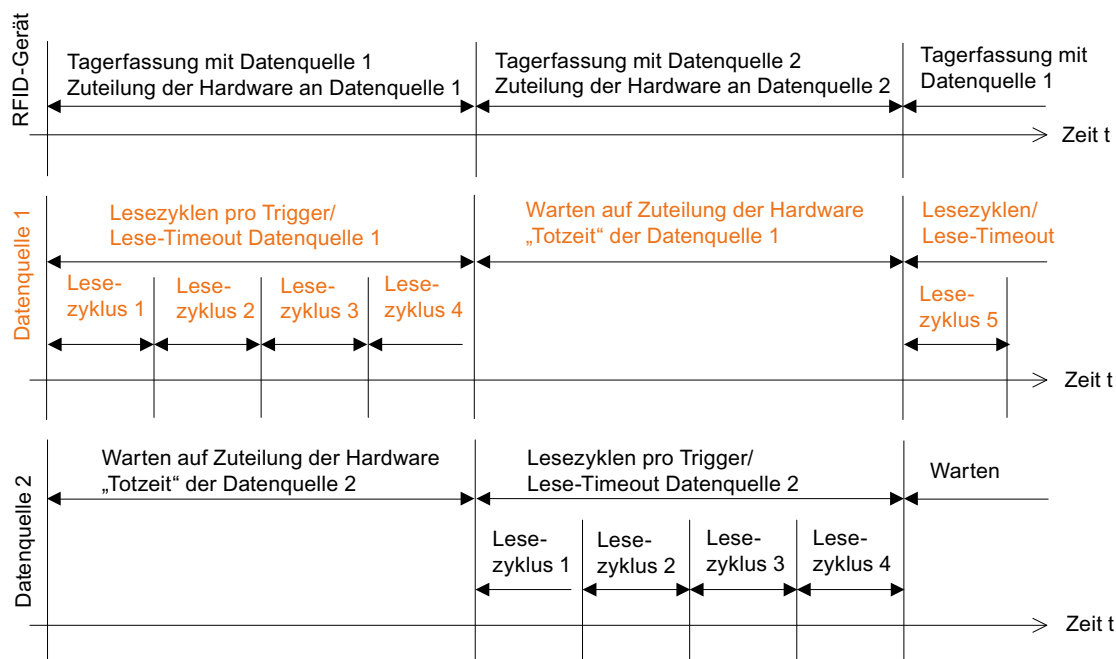 RFID-Gerät
Tagerfassung mit Datenquelle 1
Zuteilung der Hardware an Datenquelle 1
Tagerfassung mit Datenquelle 2
Zuteilung der Hardware an Datenquelle 2
Tagerfassung mit
Datenquelle 1
Zeit t
Datenquelle 1
Lesezyklen pro Trigger/
Lese-Timeout Datenquelle 1
Warten auf Zuteilung der Hardware
„Totzeit“ der Datenquelle 1
Lesezyklen/
Lese-Timeout
Lese-
zyklus 1
Lese-
zyklus 2
Lese-
zyklus 3
Lese-
zyklus 4
Lese-
zyklus 5
Zeit t
Datenquelle 2
Warten auf Zuteilung der Hardware
„Totzeit“ der Datenquelle 2
Lesezyklen pro Trigger/
Lese-Timeout Datenquelle 2
Warten
Lese-
zyklus 1
Lese-
zyklus 2
Lese-
zyklus 3
Lese-
zyklus 4
Zeit t